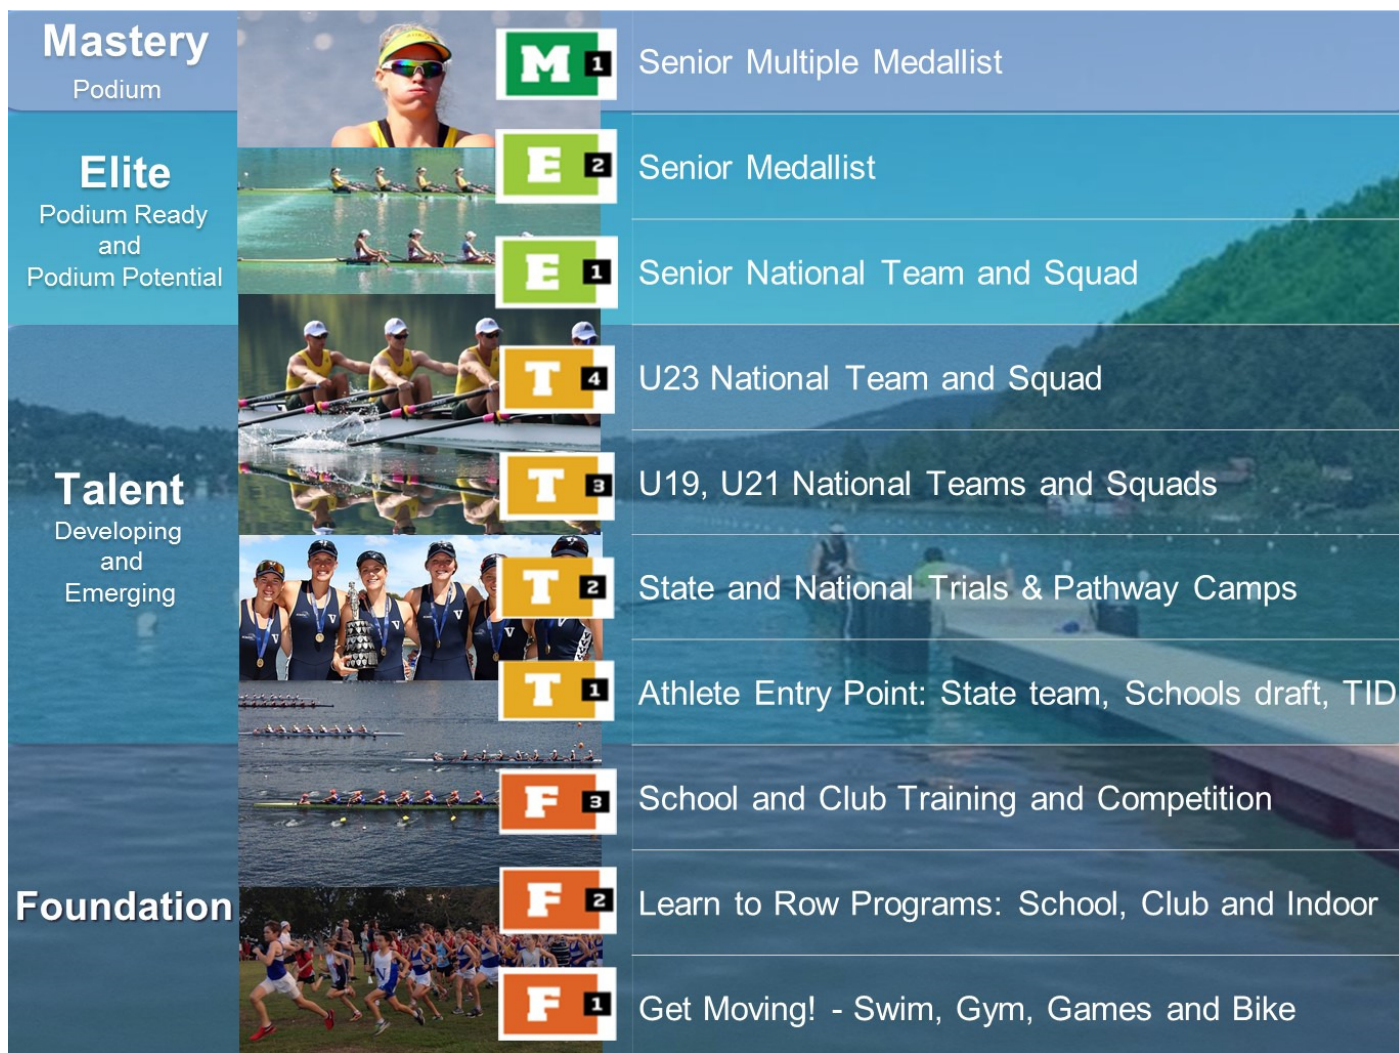 Mastery
Podium
M 1
Senior Multiple Medallist
Elite
Podium Ready
and
Podium Potential
E 2
Senior Medallist
E 1
Senior National Team and Squad
Talent
Developing
and
Emerging
T 4
U23 National Team and Squad
T 3
U19, U21 National Teams and Squads
T 2
State and National Trials & Pathway Camps
T 1
Athlete Entry Point: State team, Schools draft, TID
Foundation
F 3
School and Club Training and Competition
F 2
Learn to Row Programs: School, Club and Indoor
F 1
Get Moving! - Swim, Gym, Games and Bike
V
V
V
N